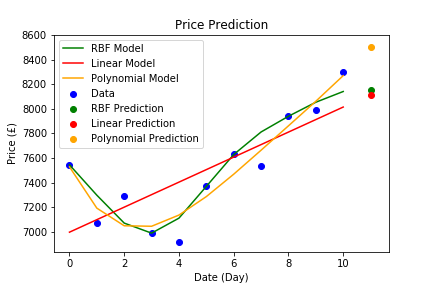 Price Prediction
8600
8400
8200
8000
7800
7600
7400
7200
7000
Price (£)
RBF Model
Linear Model
Polynomial Model
Data
RBF Prediction
Linear Prediction
Polynomial Prediction
0 2 4 6 8 10
Date (Day)